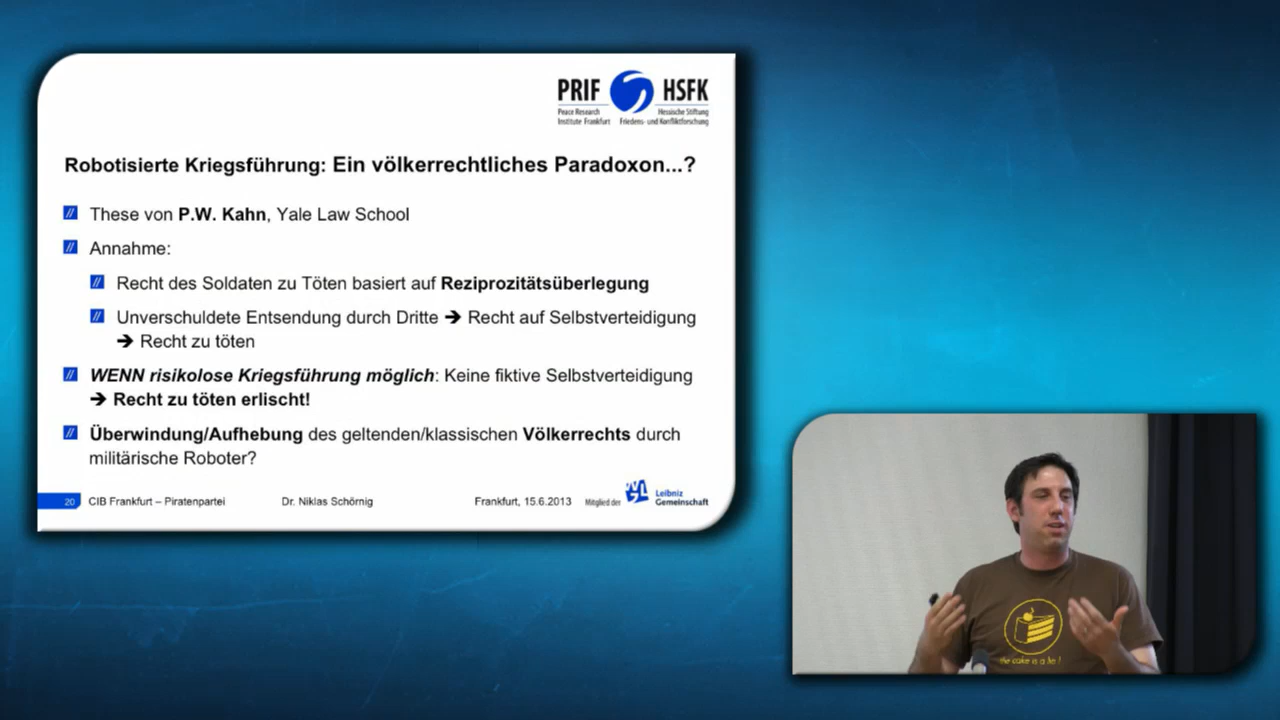 PRIF HSFK
Peace Research Hessische Stiftung
Institute Frankfurt Friedens- und Konfliktforschung
Robotisierte Kriegsführung: Ein völkerrechtliches Paradoxon...?
These von P.W. Kahn, Yale Law School
Annahme:
Recht des Soldaten zu Töten basiert auf Reziprozitätsüberlegung
Unverschuldete Entsendung durch Dritte ➔ Recht auf Selbstverteidigung
➔ Recht zu töten
WENN risikolose Kriegsführung möglich: Keine fiktive Selbstverteidigung
➔ Recht zu töten erlischt!
Überwindung/Aufhebung des geltenden/klassischen Völkerrechts durch
militärische Roboter?
20 CIB Frankfurt – Piratenpartei Dr. Niklas Schörnig Frankfurt, 15.6.2013 Mitglied der Leibniz
Gemeinschaft
the cake is a lie!